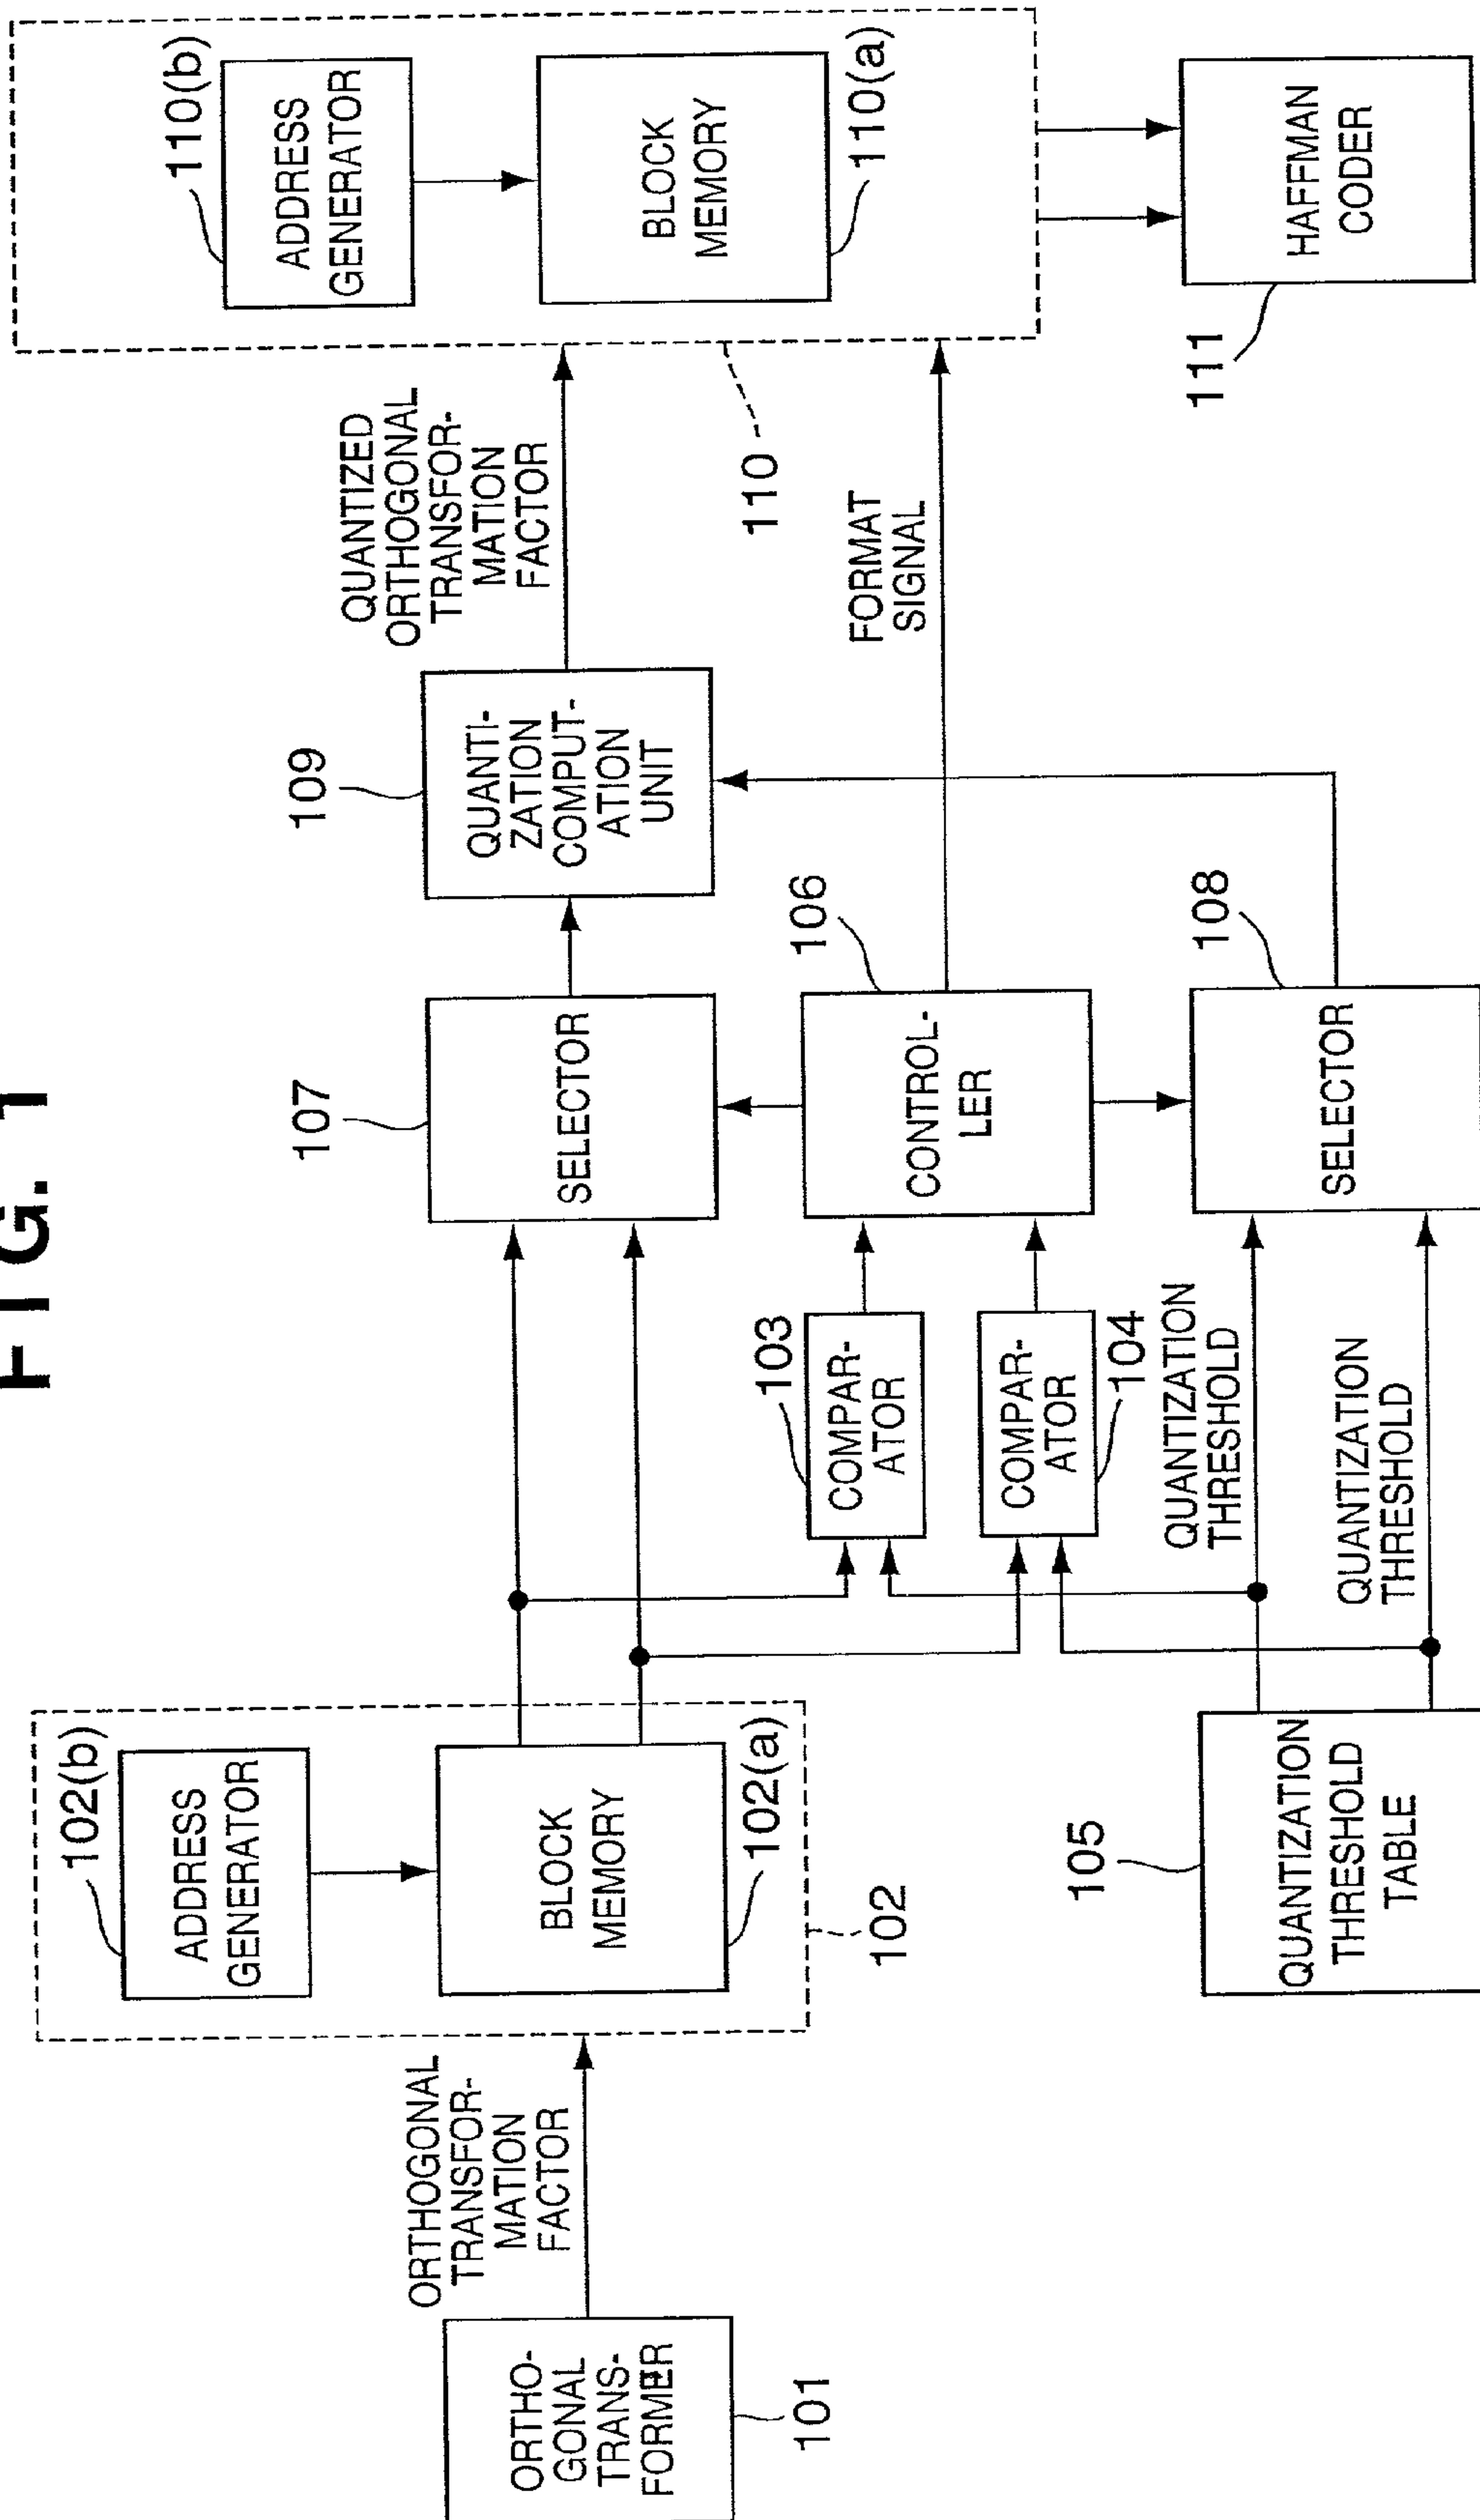 FIG. 1
ORTHO-
GONAL
TRANS-
FORMER
101
ORTHOGONAL
TRANSFOR-
MATION
FACTOR
102(b)
ADDRESS
GENERATOR
BLOCK
MEMORY
102(a)
102
105
QUANTIZATION
THRESHOLD
TABLE
103
COMPAR-
ATOR
COMPAR-
ATOR
104
QUANTIZATION
THRESHOLD
QUANTIZATION
THRESHOLD
107
SELECTOR
106
CONTROL-
LER
108
SELECTOR
109
QUANTI-
ZATION
COMPUT-
ATION
UNIT
QUANTIZED
ORTHOGONAL
TRANSFOR-
MATION
FACTOR
110
FORMAT
SIGNAL
110(b)
ADDRESS
GENERATOR
BLOCK
MEMORY
110(a)
111
HAFFMAN
CODER